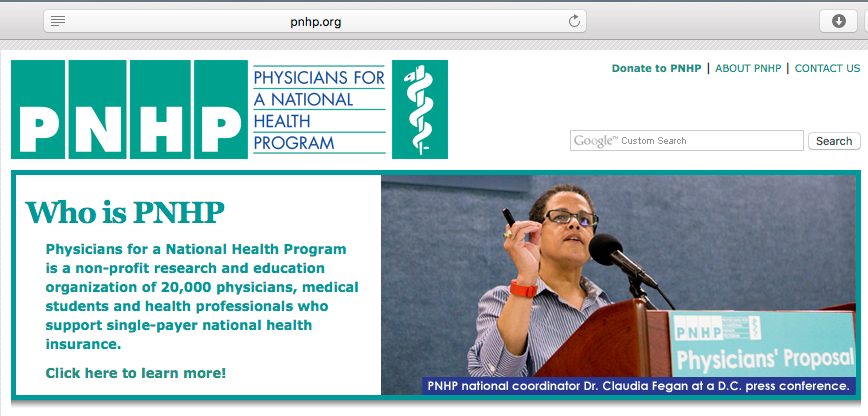 pnhp.org
PNHP
PHYSICIANS FOR
A NATIONAL
HEALTH
PROGRAM
Donate to PNHP | ABOUT PNHP | CONTACT US
Google™ Custom Search
Search
Who is PNHP
Physicians for a National Health Program
is a non-profit research and education
organization of 20,000 physicians, medical
students and health professionals who
support single-payer national health
insurance.
Click here to learn more!
PNHP
Physicians' Proposal
PNHP national coordinator Dr. Claudia Fegan at a D.C. press conference.